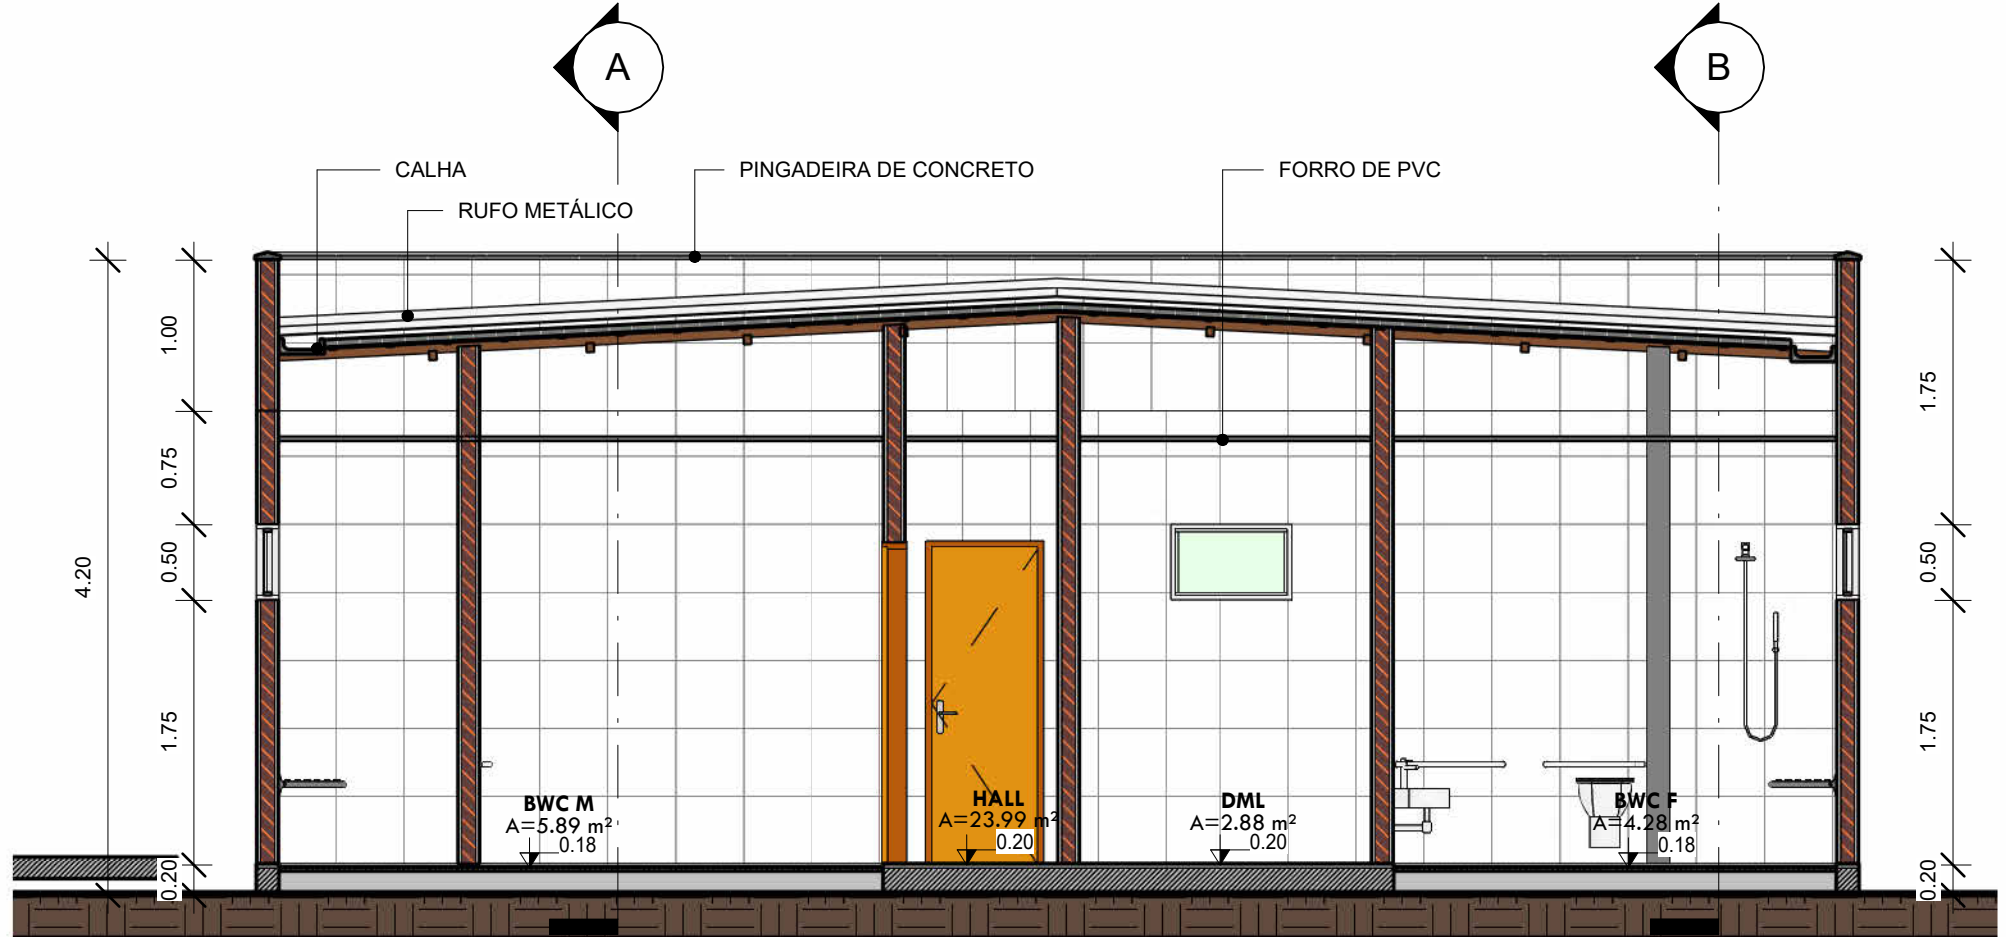 A
B
CALHA
PINGADEIRA DE CONCRETO
FORRO DE PVC
RUFO METÁLICO
4.20
1.00
0.75
0.50
1.75
0.20
1.75
0.50
1.75
0.20
BWC M
A=5.89 m²
0.18
HALL
A=23.99 m²
0.20
DML
A=2.88 m²
0.20
BWC F
A=4.28 m²
0.18